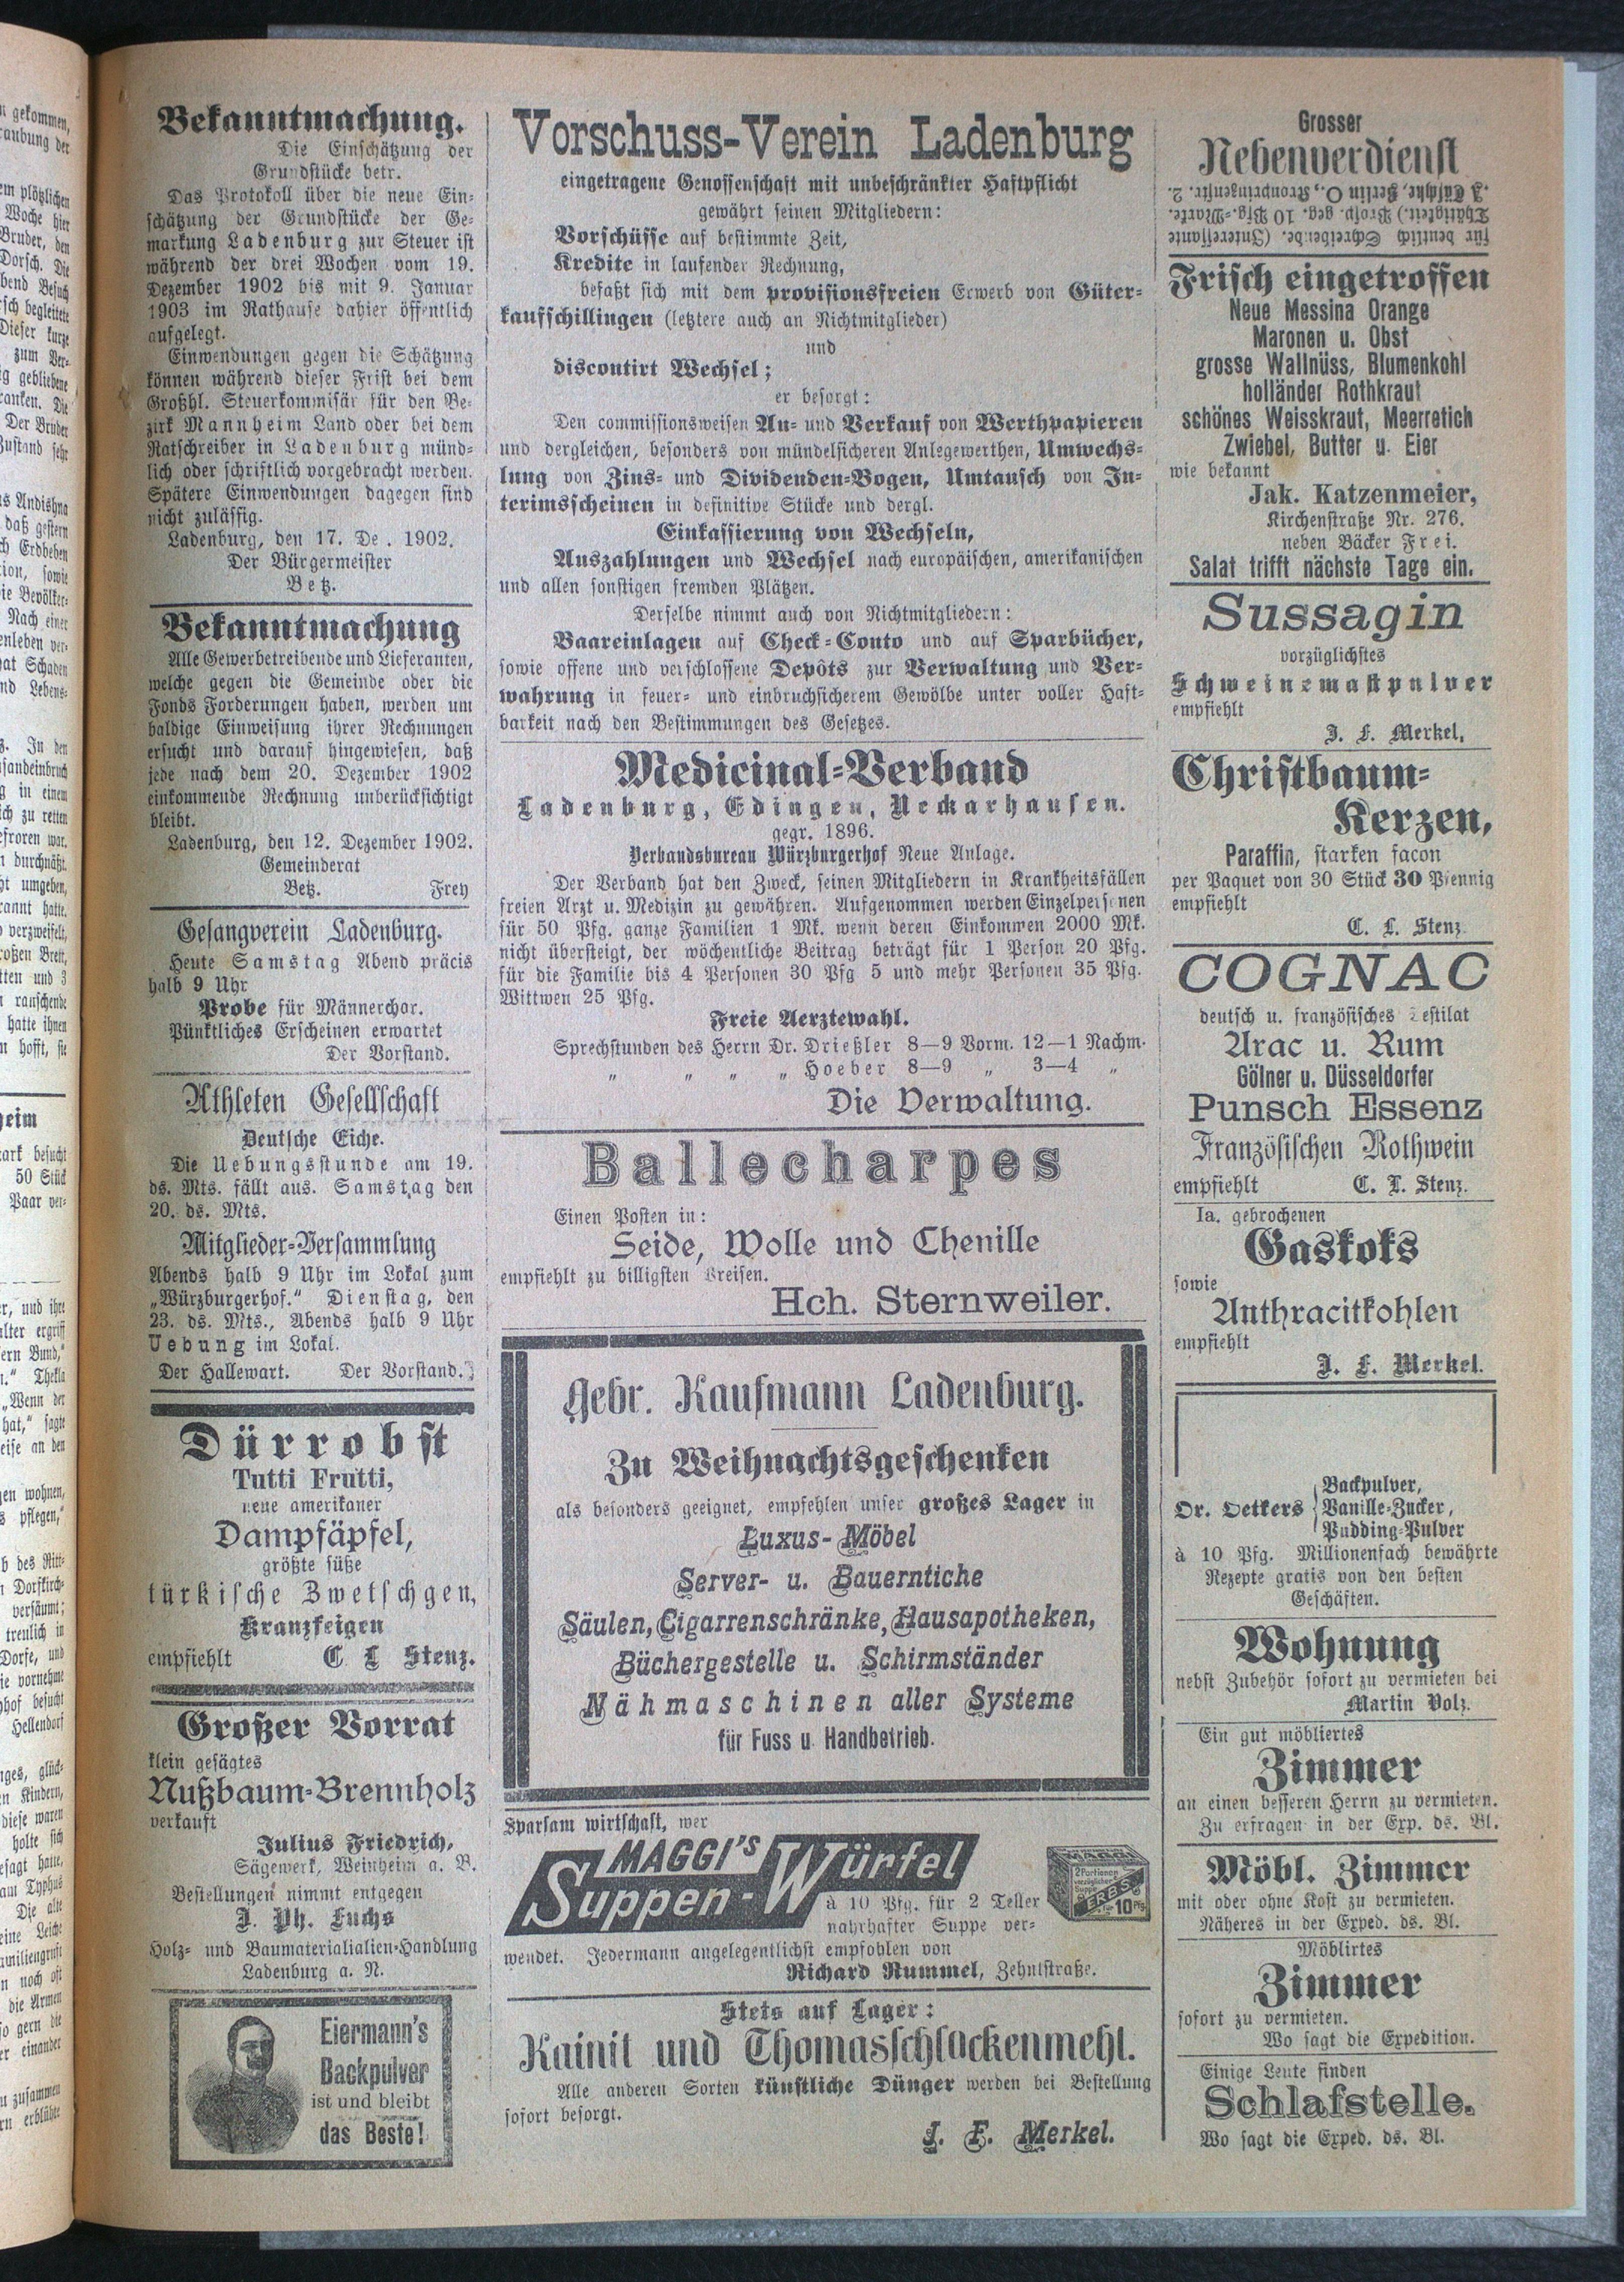 Bekanntmachung.
Die Einschätzung der
Grundstücke betr.
Das Protokoll über die neue Ein-
schätzung der Grundstücke der Ge-
markung Ladenburg zur Steuer ist
während der drei Wochen vom 19.
Dezember 1902 bis mit 9. Januar
1903 im Rathause dahier öffentlich
aufgelegt.
Einwendungen gegen die Schätzung
können während dieser Frist bei dem
Großhl. Steuerkommisär für den Be-
zirk Mannheim Land oder bei dem
Ratschreiber in Ladenburg münd-
lich oder schriftlich vorgebracht werden.
Spätere Einwendungen dagegen sind
nicht zulässig.
Ladenburg, den 17. De . 1902.
Der Bürgermeister
Betz.
Bekanntmachung
Alle Gewerbetreibende und Lieferanten,
welche gegen die Gemeinde oder die
Fonds Forderungen haben, werden um
baldige Einweisung ihrer Rechnungen
ersucht und darauf hingewiesen, daß
jede nach dem 20. Dezember 1902
einkommende Rechnung unberücksichtigt
bleibt.
Ladenburg, den 12. Dezember 1902.
Gemeinderat
Betz. Frey
Gesangverein Ladenburg.
Heute Samstag Abend präcis
halb 9 Uhr
Probe für Männerchor.
Pünktliches Erscheinen erwartet
Der Vorstand.
Athleten Gesellschaft
Deutsche Eiche.
Die Uebungsstunde am 19.
ds. Mts. fällt aus. Samstag den
20. ds. Mts.
Mitglieder-Versammlung
Abends halb 9 Uhr im Lokal zum
„Würzburgerhof.“ Dienstag, den
23. ds. Mts., Abends halb 9 Uhr
Uebung im Lokal.
Der Hallewart. Der Vorstand.
Dürrobst
Tutti Frutti,
neue amerikaner
Dampfäpfel,
größte süße
türkische Zwetschgen,
Kranzfeigen
empfiehlt C L Stenz.
Großer Vorrat
klein gesägtes
Nußbaum-Brennholz
verkauft
Julius Friedrich,
Sägewerk, Weinheim a. B.
Bestellungen nimmt entgegen
J. Ph. Fuchs
Holz- und Baumaterialialien-Handlung
Ladenburg a. N.
Eiermann's
Backpulver
ist und bleibt
das Beste!
Vorschuss-Verein Ladenburg
eingetragene Genossenschaft mit unbeschränkter Haftpflicht
gewährt seinen Mitgliedern:
Vorschüsse auf bestimmte Zeit,
Kredite in laufender Rechnung,
befaßt sich mit dem provisionsfreien Erwerb von Güter-
kaufschillingen (letztere auch an Nichtmitglieder)
und
discontirt Wechsel;
er besorgt:
Den commissionsweisen An- und Verkauf von Werthpapieren
und dergleichen, besonders von mündelsicheren Anlegewerthen, Umwechs-
lung von Zins- und Dividenden-Bogen, Umtausch von In-
terimsscheinen in definitive Stücke und dergl.
Einkassierung von Wechseln,
Auszahlungen und Wechsel nach europäischen, amerikanischen
und allen sonstigen fremden Plätzen.
Derselbe nimmt auch von Nichtmitgliedern:
Baareinlagen auf Check-Conto und auf Sparbücher,
sowie offene und verschlossene Depôts zur Verwaltung und Ver-
wahrung in feuer- und einbruchsicherem Gewölbe unter voller Haft-
barkeit nach den Bestimmungen des Gesetzes.
Medicinal-Verband
Ladenburg, Edingen, Neckarhausen.
gegr. 1896.
Verbandsbureau Würzburgerhof Neue Anlage.
Der Verband hat den Zweck, seinen Mitgliedern in Krankheitsfällen
freien Arzt u. Medizin zu gewähren. Aufgenommen werden Einzelpersonen
für 50 Pfg. ganze Familien 1 Mk. wenn deren Einkommen 2000 Mk.
nicht übersteigt, der wöchentliche Beitrag beträgt für 1 Person 20 Pfg.
für die Familie bis 4 Personen 30 Pfg 5 und mehr Personen 35 Pfg.
Wittwen 25 Pfg.
Freie Aerztewahl.
Sprechstunden des Herrn Dr. Drießler 8—9 Vorm. 12—1 Nachm.
„ „ „ „ Hoeber 8—9 „ 3—4 „
Die Verwaltung.
Ballecharpes
Einen Posten in:
Seide, Wolle und Chenille
empfiehlt zu billigsten Preisen.
Hch. Sternweiler.
Gebr. Kaufmann Ladenburg.
Zu Weihnachtsgeschenken
als besonders geeignet, empfehlen unser großes Lager in
Luxus- Möbel
Server- u. Bauerntiche
Säulen, Cigarrenschränke, Hausapotheken,
Büchergestelle u. Schirmständer
Nähmaschinen aller Systeme
für Fuss u. Handbetrieb.
Sparsam wirtschaft, wer
MAGGI's
Suppen-Würfel
à 10 Pfg. für 2 Teller
nahrhafter Suppe ver-
wendet. Jedermann angelegentlichst empfohlen von
Richard Rummel, Zehntstraße.
MAGGI
2 Portionen
vorzüglicher
Suppe
ERBS
für 10 Pfg
Stets auf Lager:
Kainit und Thomasschlackenmehl.
Alle anderen Sorten künstliche Dünger werden bei Bestellung
sofort besorgt.
J. F. Merkel.
Grosser
Nebenverdienst
für deutlich Schreibende. (Interessante
Thätigkeit.) Prosp. geg. 10 Pfg.-Marke.
Berlin O., Kronprinzenstr. 2.
Frisch eingetroffen
Neue Messina Orange
Maronen u. Obst
grosse Wallnüss, Blumenkohl
holländer Rothkraut
schönes Weisskraut, Meerretich
Zwiebel, Butter u. Eier
wie bekannt
Jak. Katzenmeier,
Kirchenstraße Nr. 276.
neben Bäcker Frei.
Salat trifft nächste Tage ein.
Sussagin
vorzüglichstes
Schweinemastpulver
empfiehlt
J. F. Merkel,
Christbaum-
Kerzen,
Paraffin, starken facon
per Paquet von 30 Stück 30 Pfennig
empfiehlt
C. L. Stenz.
COGNAC
deutsch u. französisches Destilat
Arac u. Rum
Gölner u. Düsseldorfer
Punsch Essenz
Französischen Rothwein
empfiehlt C. L. Stenz.
Ia. gebrochenen
Gaskoks
sowie
Anthracitkohlen
empfiehlt
J. F. Merkel.
Dr. Oetkers
Backpulver,
Vanille-Zucker,
Pudding-Pulver
à 10 Pfg. Millionenfach bewährte
Rezepte gratis von den besten
Geschäften.
Wohnung
nebst Zubehör sofort zu vermieten bei
Martin Volz.
Ein gut möbliertes
Zimmer
an einen besseren Herrn zu vermieten.
Zu erfragen in der Exp. ds. Bl.
Möbl. Zimmer
mit oder ohne Kost zu vermieten.
Näheres in der Exped. ds. Bl.
Möblirtes
Zimmer
sofort zu vermieten.
Wo sagt die Expedition.
Einige Leute finden
Schlafstelle.
Wo sagt die Exped. ds. Bl.